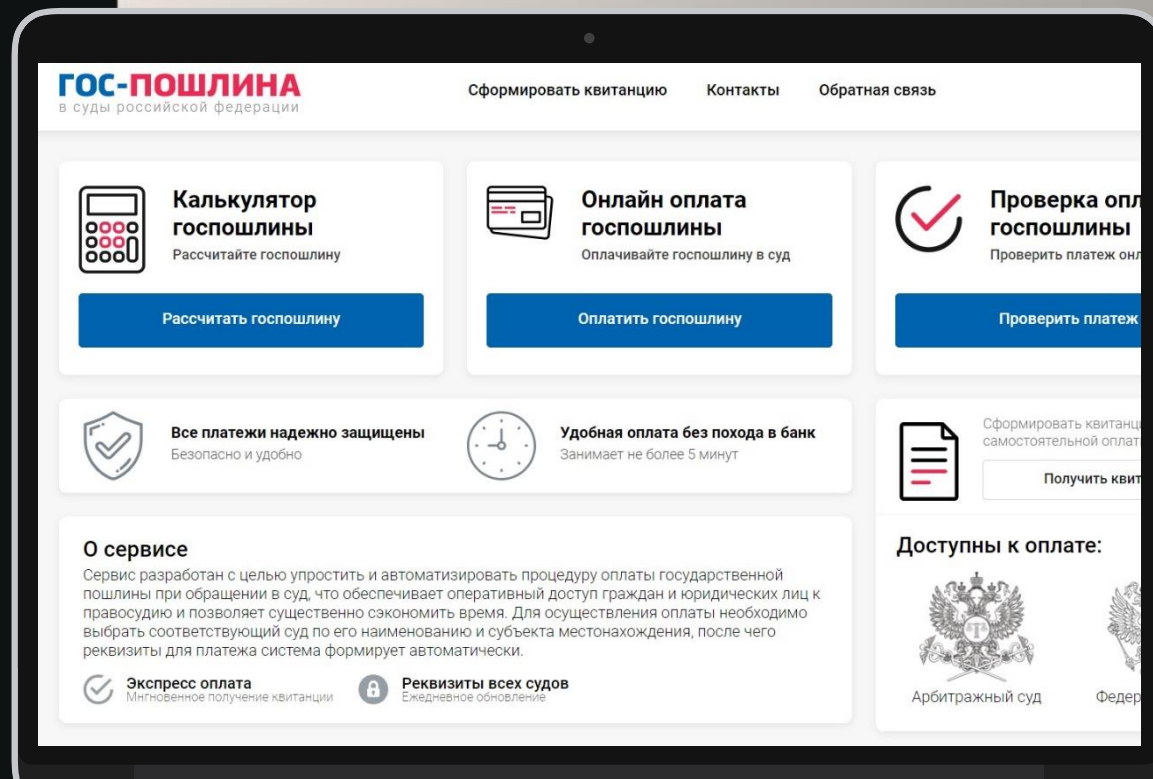 ГОС-ПОШЛИНА
в суды российской федерации
Сформировать квитанцию
Контакты
Обратная связь
Калькулятор
госпошлины
Рассчитайте госпошлину
Рассчитать госпошлину
Онлайн оплата
госпошлины
Оплачивайте госпошлину в суд
Оплатить госпошлину
Проверка опл
госпошлины
Проверить платеж онл
Проверить платеж
Все платежи надежно защищены
Безопасно и удобно
Удобная оплата без похода в банк
Занимает не более 5 минут
Сформировать квитанц
самостоятельной оплат
Получить квит
О сервисе
Сервис разработан с целью упростить и автоматизировать процедуру оплаты государственной
пошлины при обращении в суд, что обеспечивает оперативный доступ граждан и юридических лиц к
правосудию и позволяет существенно сэкономить время. Для осуществления оплаты необходимо
выбрать соответствующий суд по его наименованию и субъекта местонахождения, после чего
реквизиты для платежа система формирует автоматически.
Экспресс оплата
Мнгновенное получение квитанции
Реквизиты всех судов
Ежедневное обновление
Доступны к оплате:
Арбитражный суд
Федер